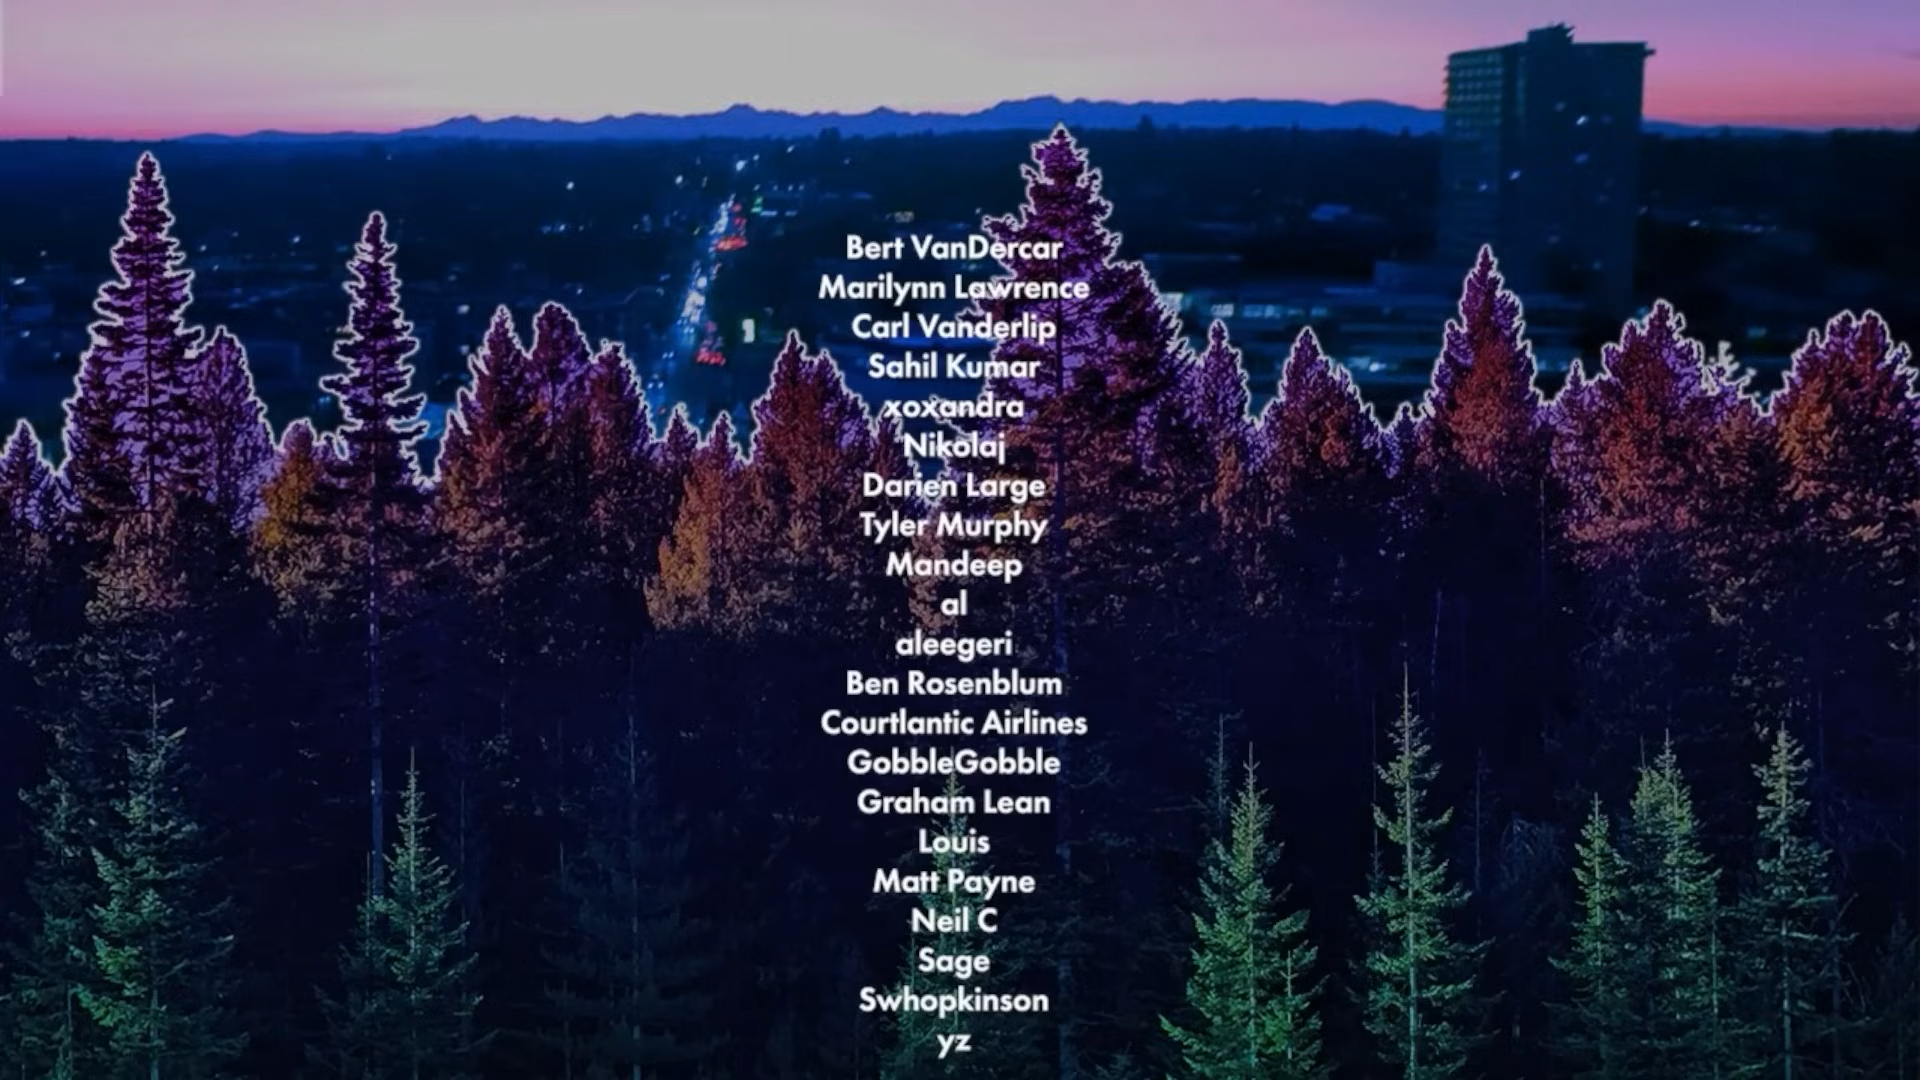 Bert VanDercar
Marilynn Lawrence
Carl Vanderlip
Sahil Kumar
xoxandra
Nikolaj
Darien Large
Tyler Murphy
Mandeep
al
aleegeri
Ben Rosenblum
Courtlantic Airlines
GobbleGobble
Graham Lean
Louis
Matt Payne
Neil C
Sage
Swhopkinson
yz